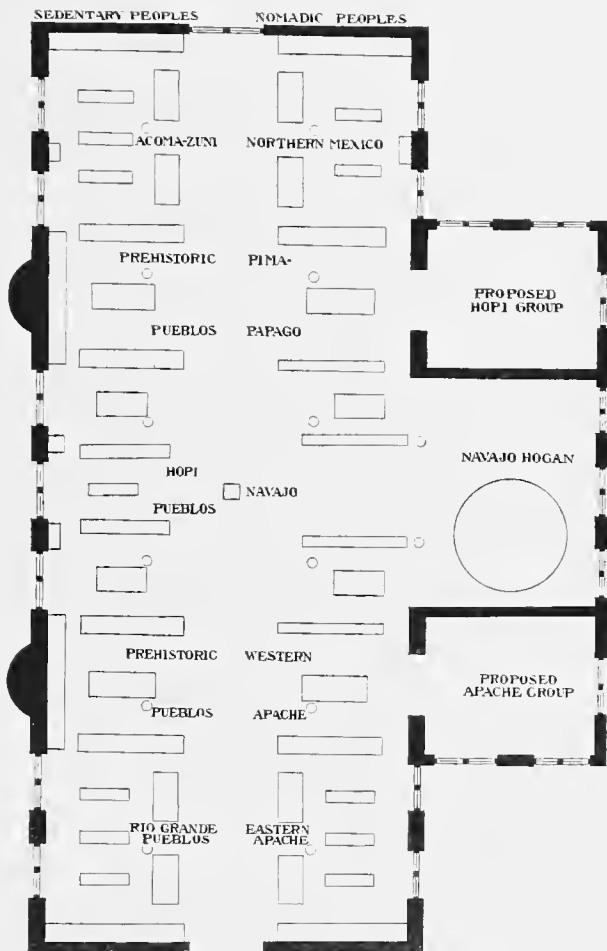 SEDENTARY PEOPLES
NOMADIC PEOPLES
ACOMA-ZUNI
NORTHERN MEXICO
PREHISTORIC
PUEBLOS
PIMA-
PAPAGO
PROPOSED
HOPI GROUP
HOPI
PUEBLOS
NAVAJO
NAVAJO HOGAN
PREHISTORIC
PUEBLOS
WESTERN
APACHE
PROPOSED
APACHE GROUP
RIO GRANDE
PUEBLOS
EASTERN
APACHE